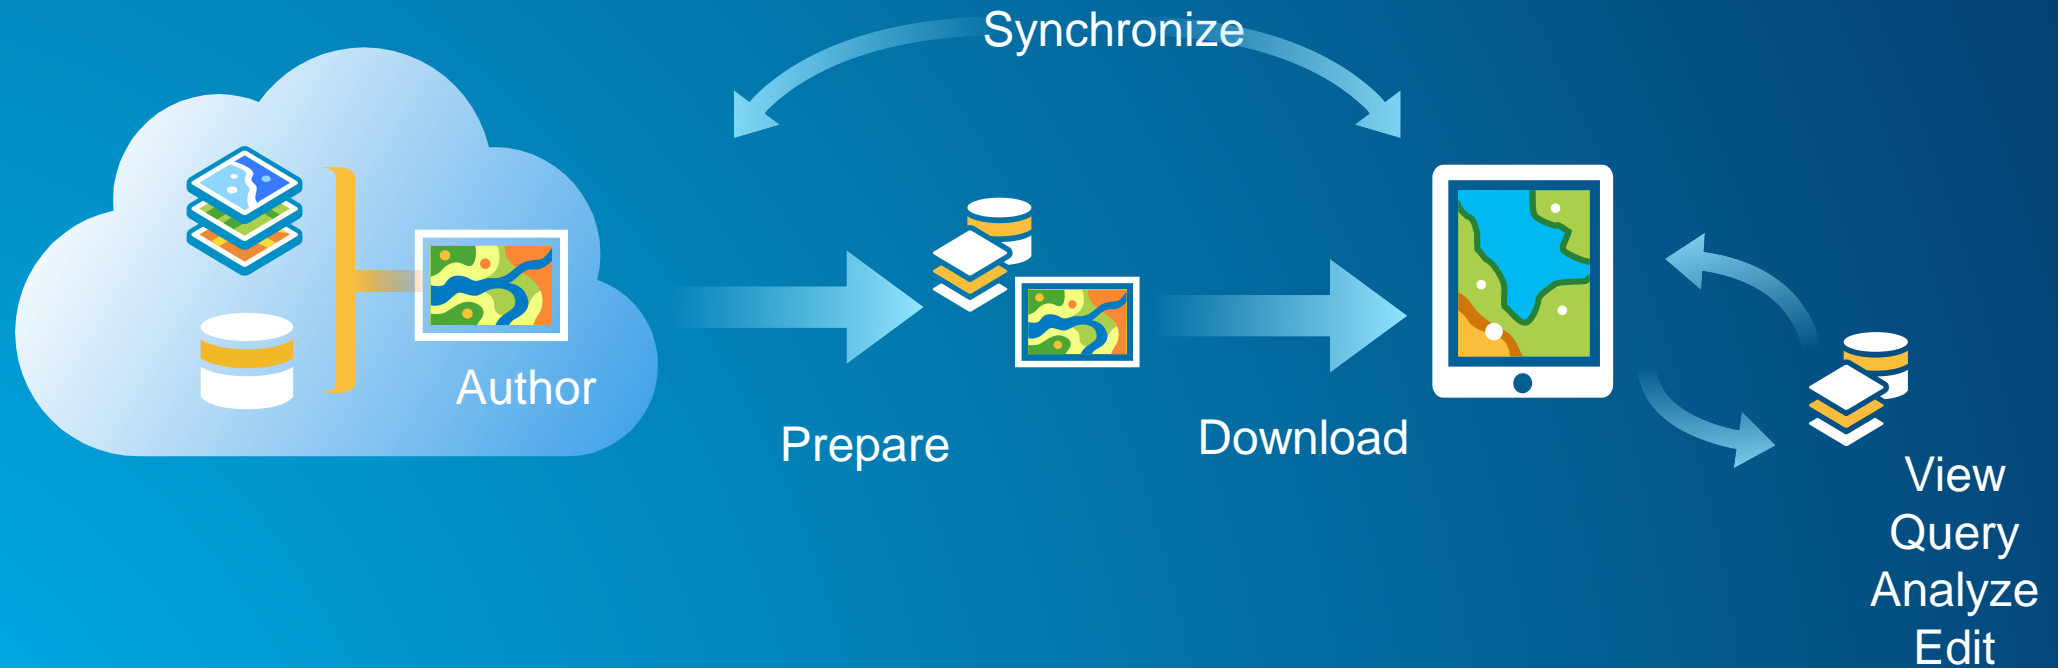 Synchronize
Author
Prepare
Download
View
Query
Analyze
Edit